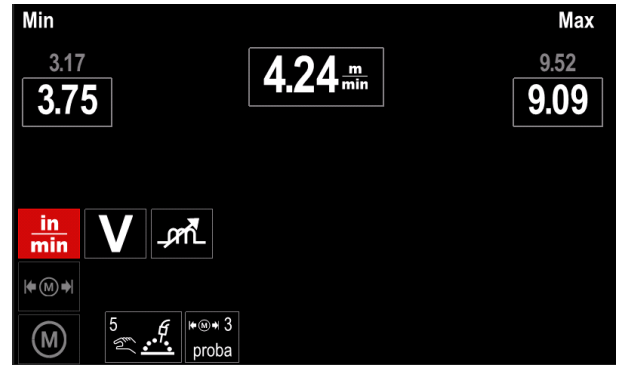 Min
Max
3.17
3.75
4.24 m/min
9.52
9.09
in/min
V
M
M
5
M 3
proba